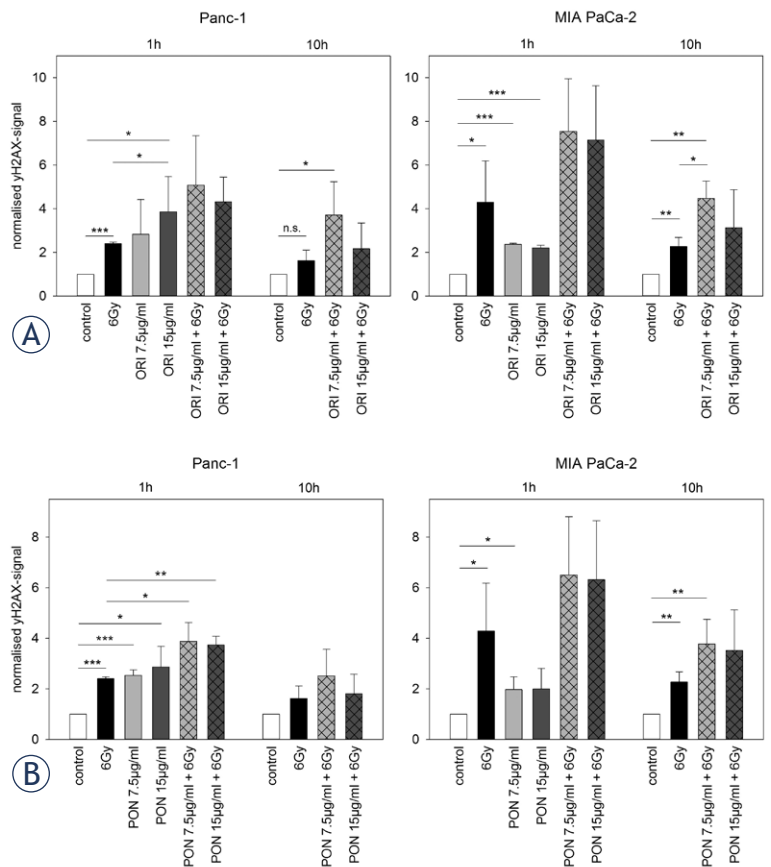 Panc-1
MIA PaCa-2
1h
10h
1h
10h
normalised γH2AX-signal
10
8
6
4
2
0
10
8
6
4
2
0
*
*
***
*
n.s.
***
***
*
**
*
**
control
6Gy
ORI 7.5µg/ml
ORI 15µg/ml
ORI 7.5µg/ml + 6Gy
ORI 15µg/ml + 6Gy
control
6Gy
ORI 7.5µg/ml + 6Gy
ORI 15µg/ml + 6Gy
control
6Gy
ORI 7.5µg/ml
ORI 15µg/ml
ORI 7.5µg/ml + 6Gy
ORI 15µg/ml + 6Gy
control
6Gy
ORI 7.5µg/ml + 6Gy
ORI 15µg/ml + 6Gy
A
Panc-1
MIA PaCa-2
1h
10h
1h
10h
normalised γH2AX-signal
8
6
4
2
0
8
6
4
2
0
**
*
*
***
***
*
*
**
**
control
6Gy
PON 7.5µg/ml
PON 15µg/ml
PON 7.5µg/ml + 6Gy
PON 15µg/ml + 6Gy
control
6Gy
PON 7.5µg/ml + 6Gy
PON 15µg/ml + 6Gy
control
6Gy
PON 7.5µg/ml
PON 15µg/ml
PON 7.5µg/ml + 6Gy
PON 15µg/ml + 6Gy
control
6Gy
PON 7.5µg/ml + 6Gy
PON 15µg/ml + 6Gy
B